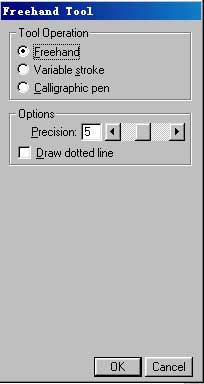 Freehand Tool
Tool Operation
Freehand
Variable stroke
Calligraphic pen
Options
Precision: 5
Draw dotted line
OK Cancel